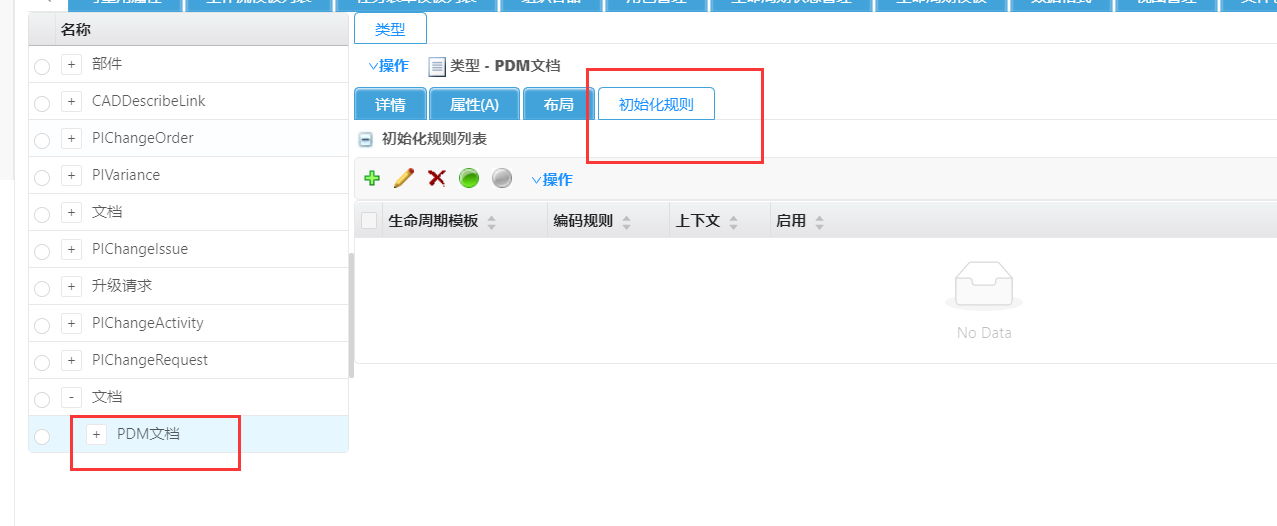 名称
部件
CADDescribeLink
PIChangeOrder
PIVariance
文档
PIChangeIssue
升级请求
PIChangeActivity
PIChangeRequest
文档
PDM文档
类型
操作 类型 - PDM文档
详情 属性(A) 布局 初始化规则
初始化规则列表
操作
生命周期模板 编码规则 上下文 启用
No Data